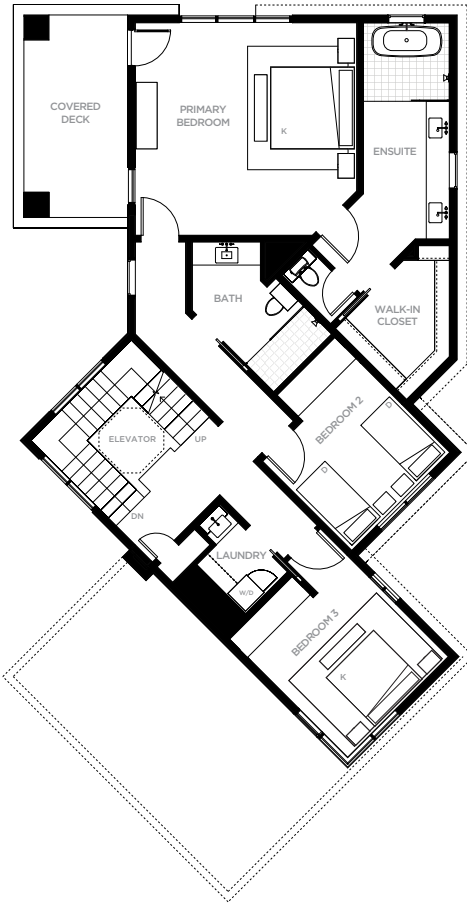 COVERED
DECK
PRIMARY
BEDROOM
K
ENSUITE
BATH
WALK-IN
CLOSET
BEDROOM 2
D
D
ELEVATOR
UP
DN
LAUNDRY
W/D
BEDROOM 3
K